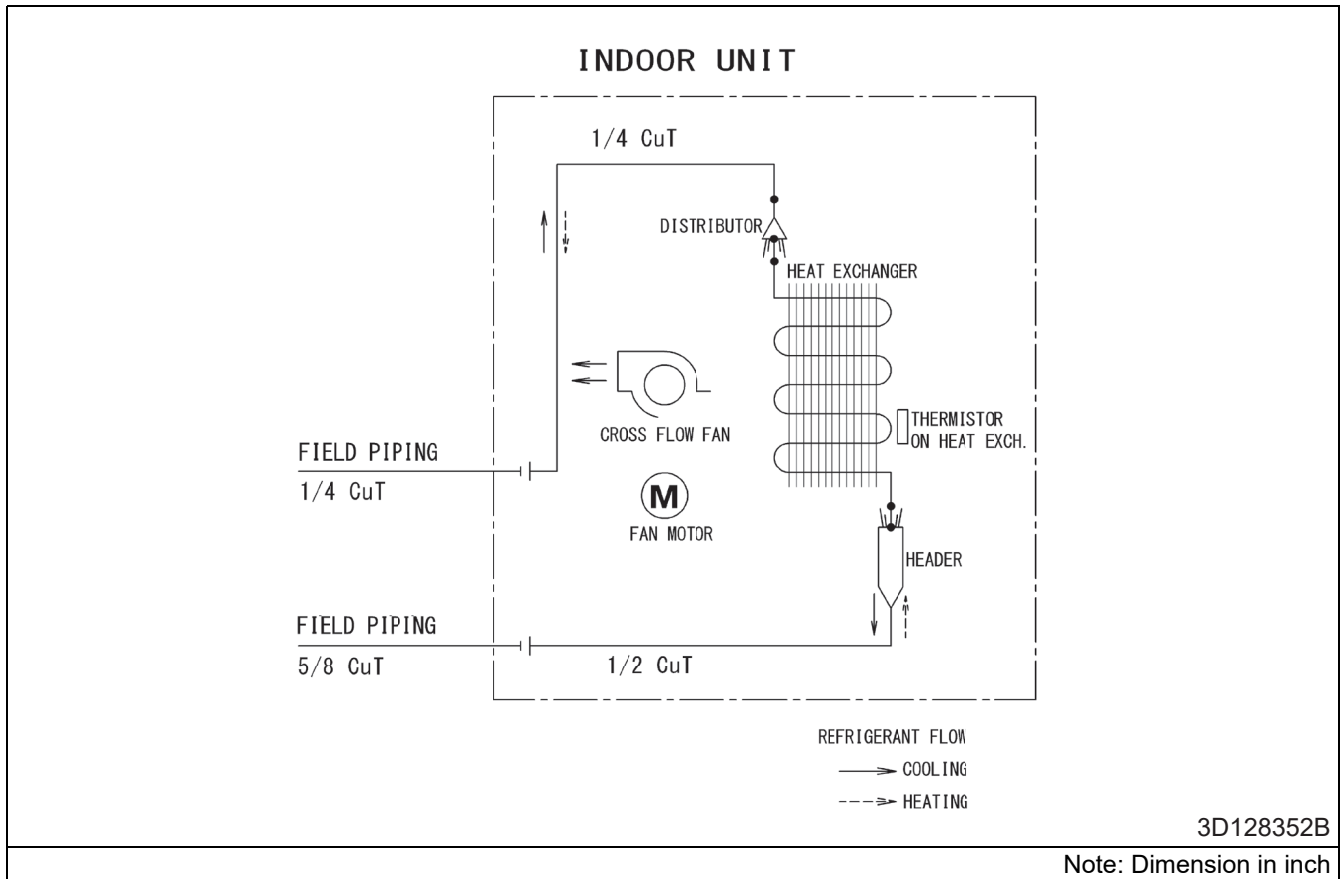 INDOOR UNIT
1/4 CuT
DISTRIBUTOR
HEAT EXCHANGER
THERMISTOR
ON HEAT EXCH.
CROSS FLOW FAN
FIELD PIPING
1/4 CuT
M
FAN MOTOR
HEADER
FIELD PIPING
5/8 CuT
1/2 CuT
REFRIGERANT FLOW
COOLING
HEATING
3D128352B
Note: Dimension in inch